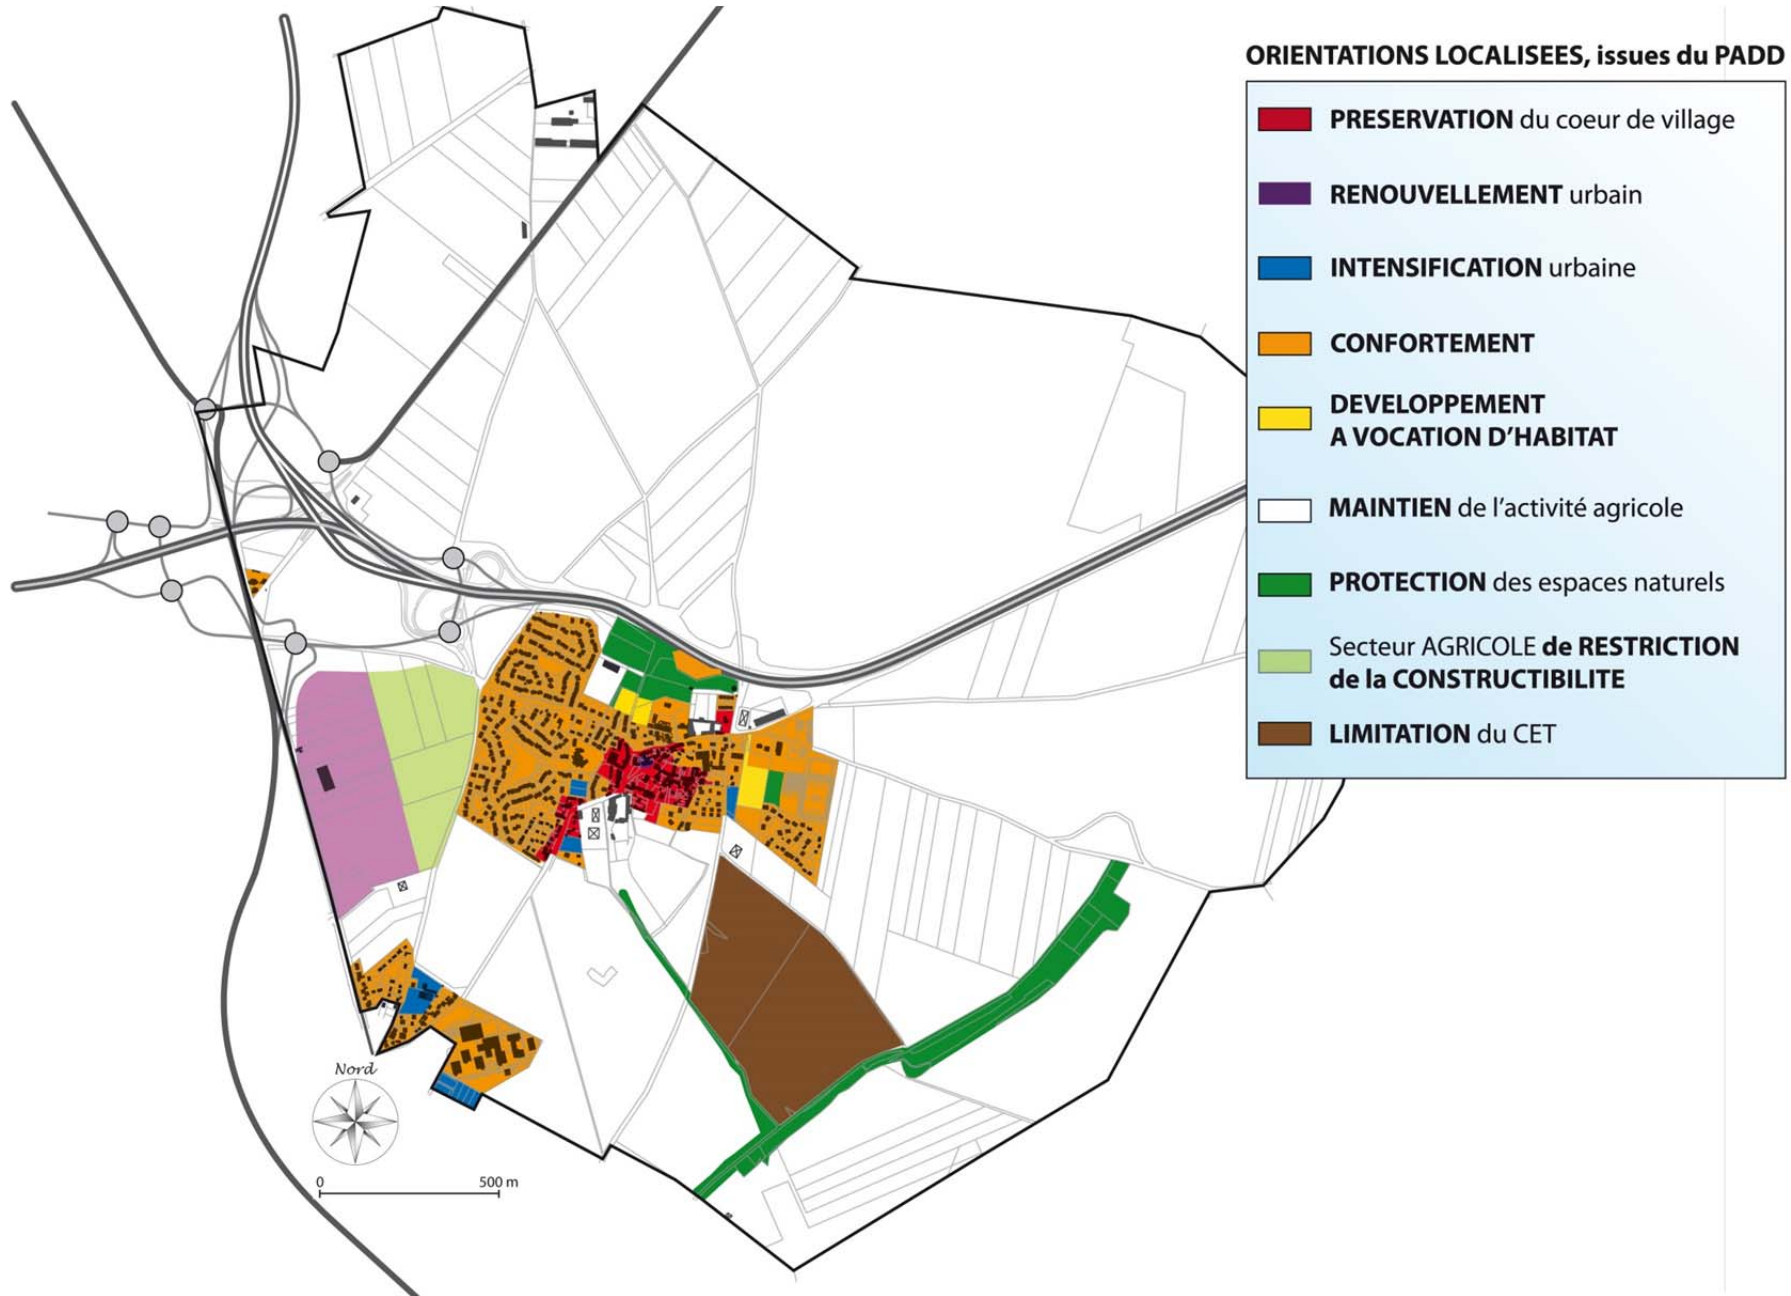 ORIENTATIONS LOCALISEES, issues du PADD
PRESERVATION du coeur de village
RENOUVELLEMENT urbain
INTENSIFICATION urbaine
CONFORTEMENT
DEVELOPPEMENT
A VOCATION D'HABITAT
MAINTIEN de l'activité agricole
PROTECTION des espaces naturels
Secteur AGRICOLE de RESTRICTION
de la CONSTRUCTIBILITE
LIMITATION du CET
Nord
0 500 m